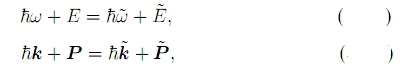 ħω + E = ħω̃ + Ẽ, ( )
ħk + P = ħk̃ + P̃, ( )